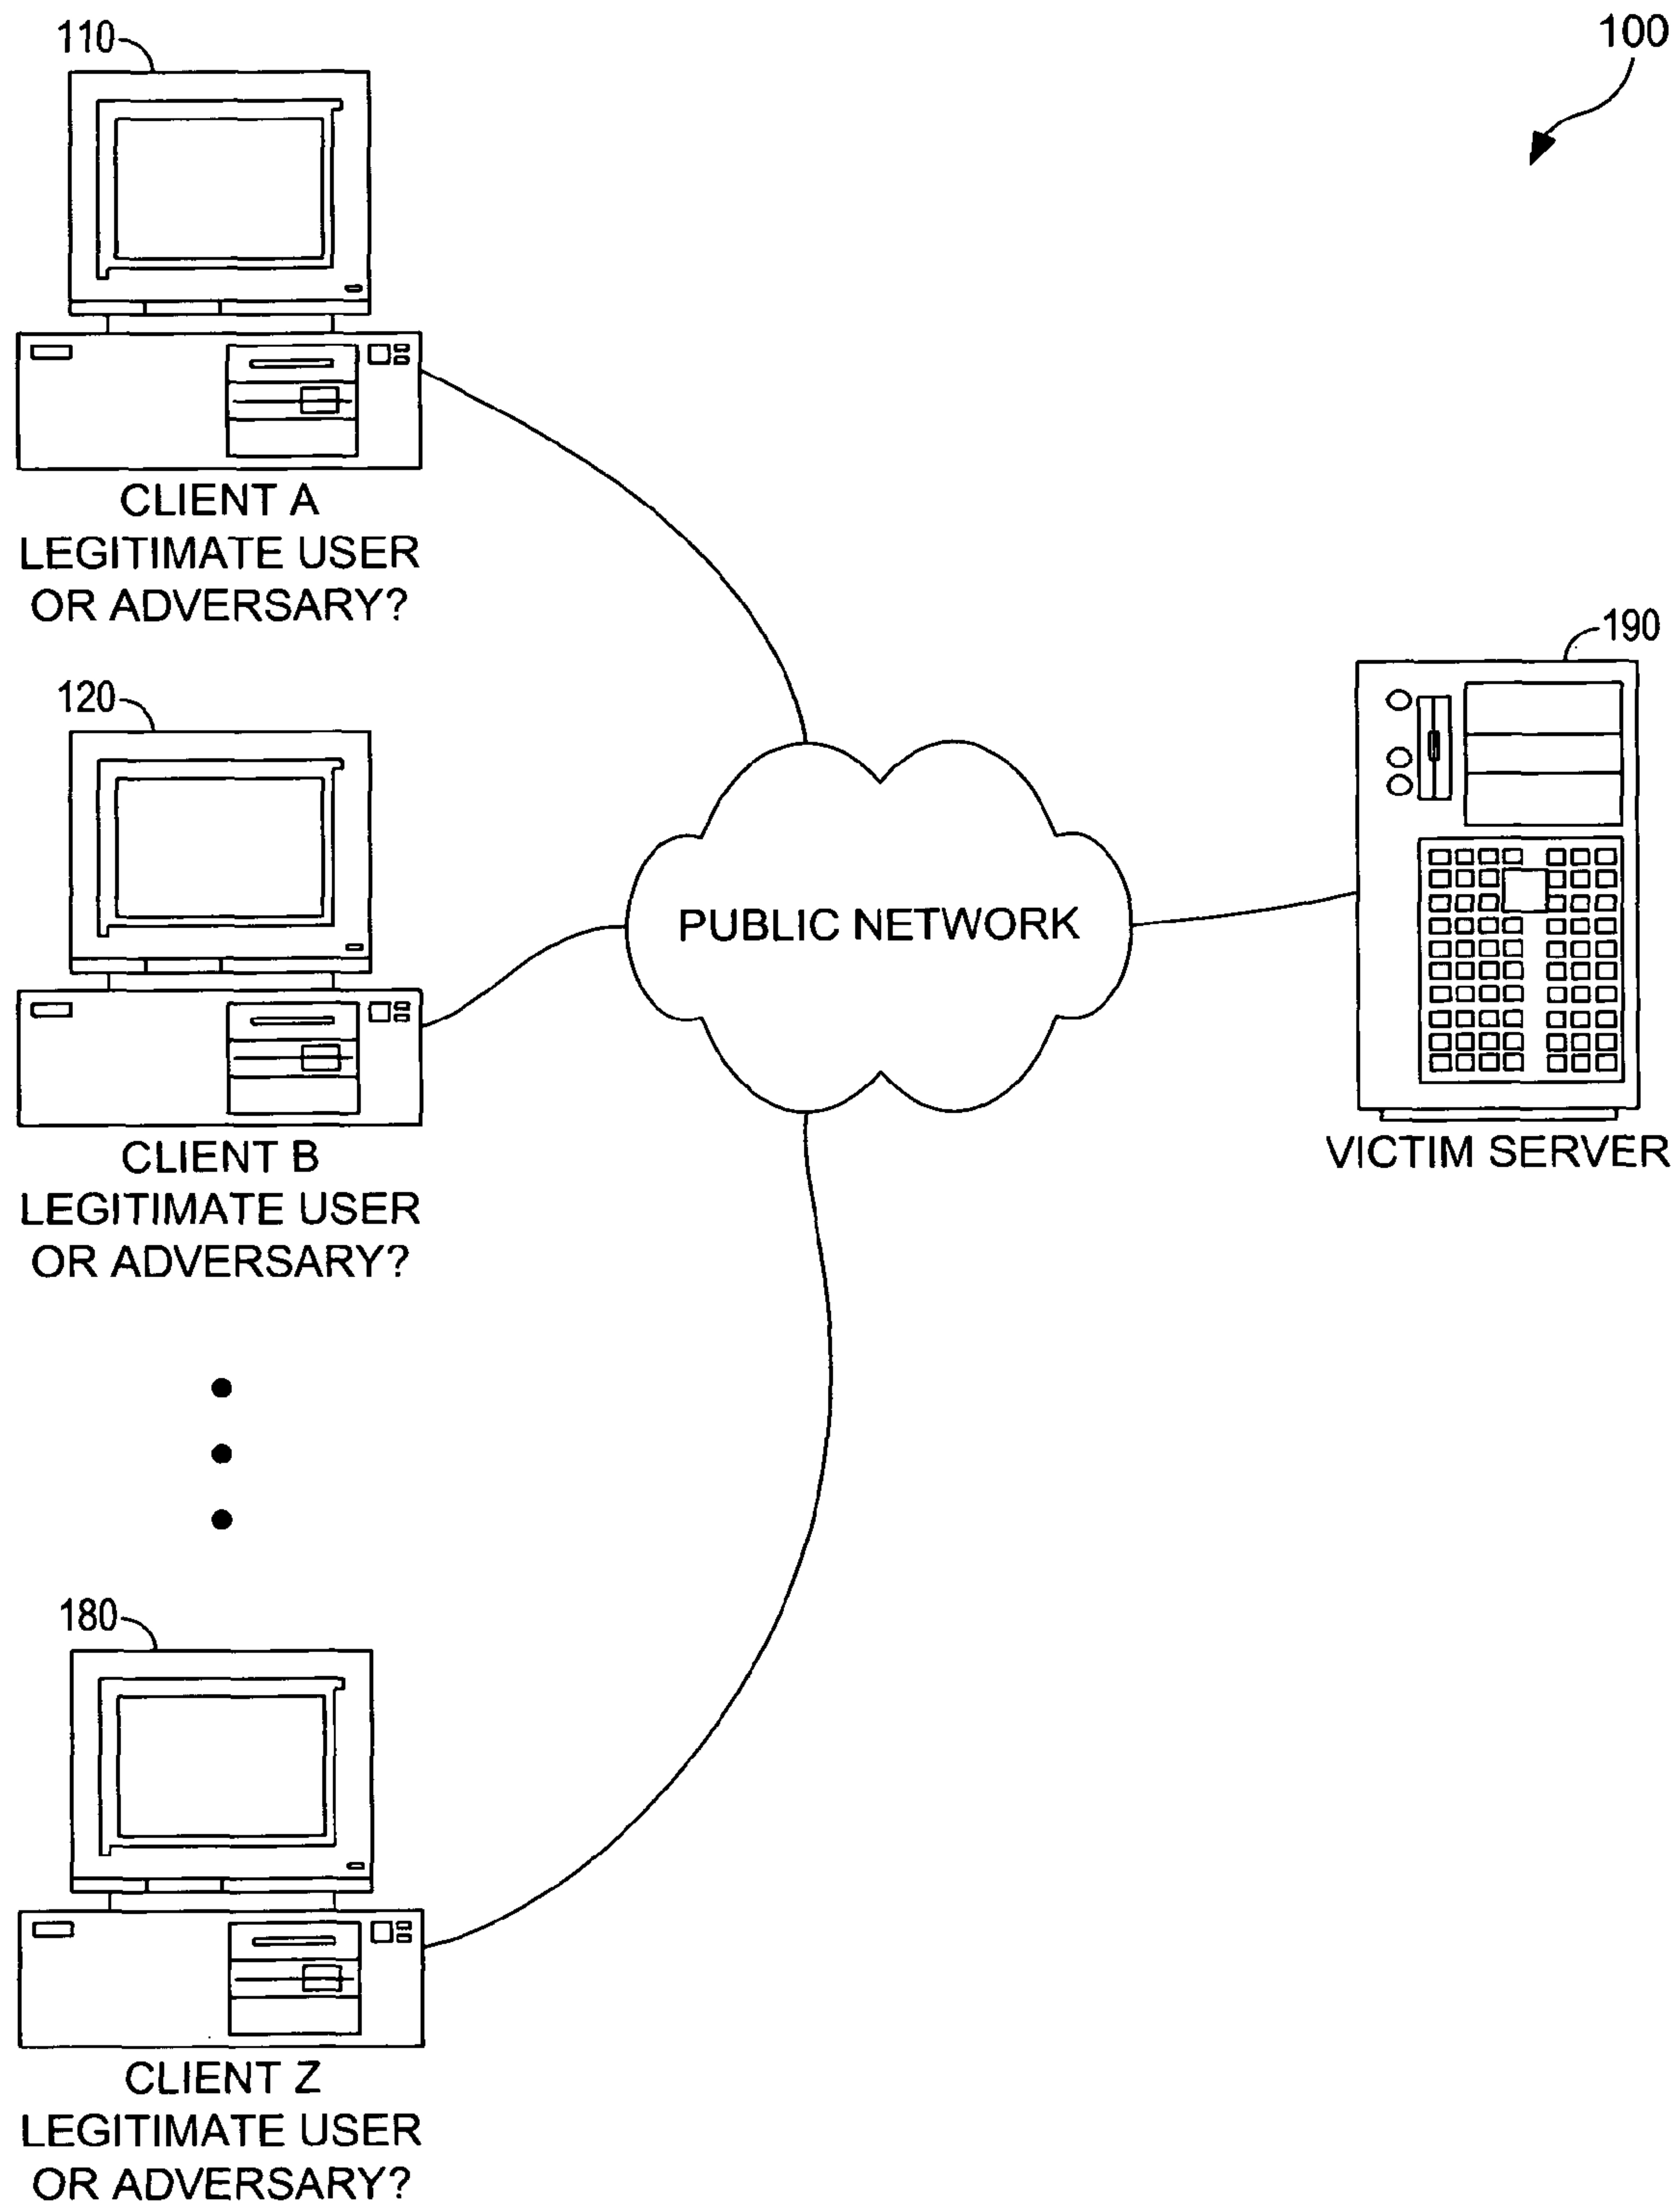 100
110
CLIENT A
LEGITIMATE USER
OR ADVERSARY?
120
CLIENT B
LEGITIMATE USER
OR ADVERSARY?
PUBLIC NETWORK
190
VICTIM SERVER
180
CLIENT Z
LEGITIMATE USER
OR ADVERSARY?